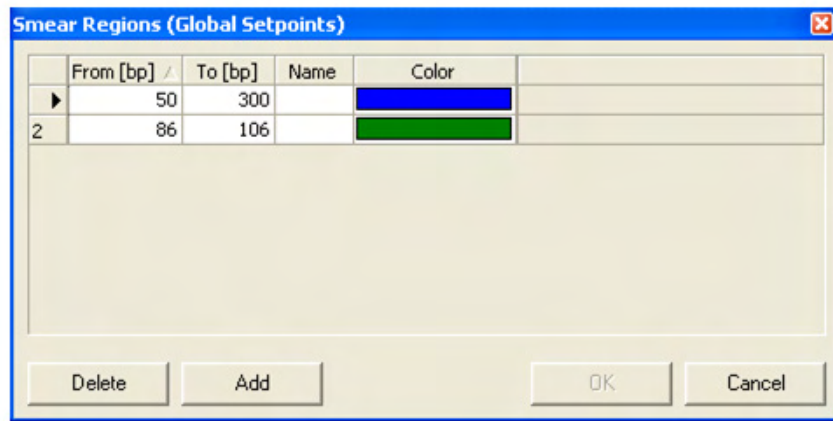 Smear Regions (Global Setpoints)
From [bp] To [bp] Name Color
50 300
2 86 106
Delete Add OK Cancel